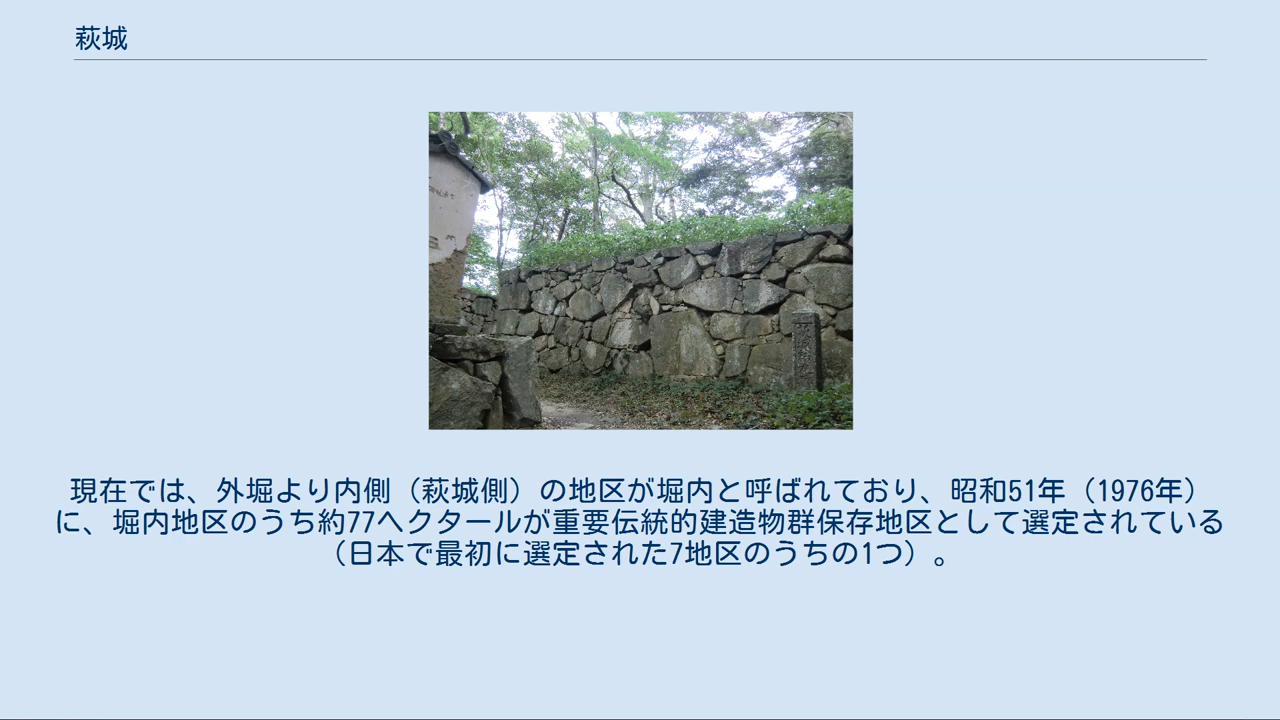 萩城
現在では、外堀より内側（萩城側）の地区が堀内と呼ばれており、昭和51年（1976年）
に、堀内地区のうち約77ヘクタールが重要伝統的建造物群保存地区として選定されている
（日本で最初に選定された7地区のうちの1つ）。